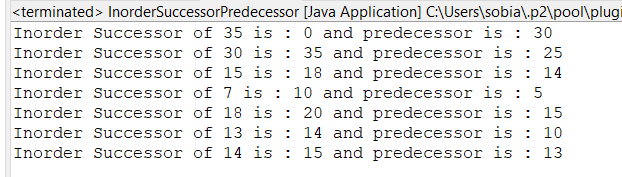 <terminated> InorderSuccessorPredecessor [Java Application] C:\Users\sobia\.p2\pool\plugi
Inorder Successor of 35 is : 0 and predecessor is : 30
Inorder Successor of 30 is : 35 and predecessor is : 25
Inorder Successor of 15 is : 18 and predecessor is : 14
Inorder Successor of 7 is : 10 and predecessor is : 5
Inorder Successor of 18 is : 20 and predecessor is : 15
Inorder Successor of 13 is : 14 and predecessor is : 10
Inorder Successor of 14 is : 15 and predecessor is : 13